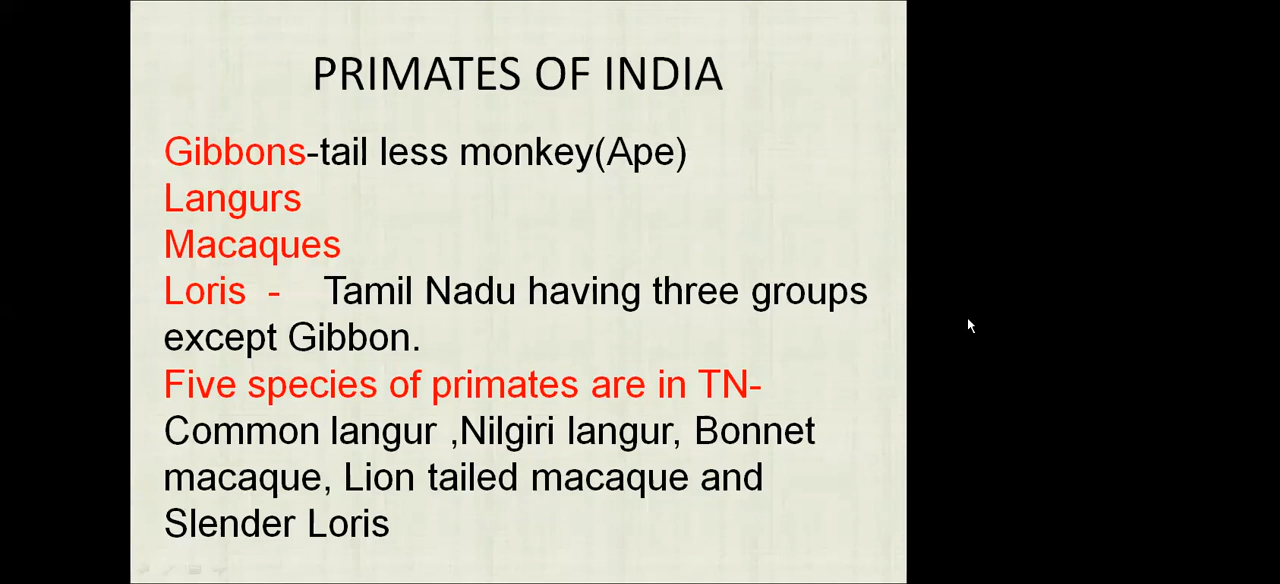 PRIMATES OF INDIA
Gibbons-tail less monkey(Ape)
Langurs
Macaques
Loris - Tamil Nadu having three groups
except Gibbon.
Five species of primates are in TN-
Common langur ,Nilgiri langur, Bonnet
macaque, Lion tailed macaque and
Slender Loris